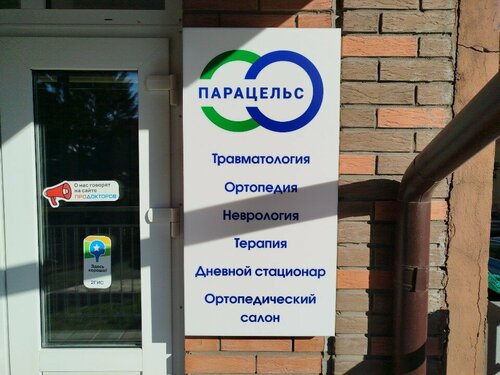 ПАРАЦЕЛЬС
Травматология
Ортопедия
Неврология
Терапия
Дневной стационар
Ортопедический
салон
О нас говорят
на сайте
ПРОДОКТОРОВ
Здесь
хорошо!
2ГИС